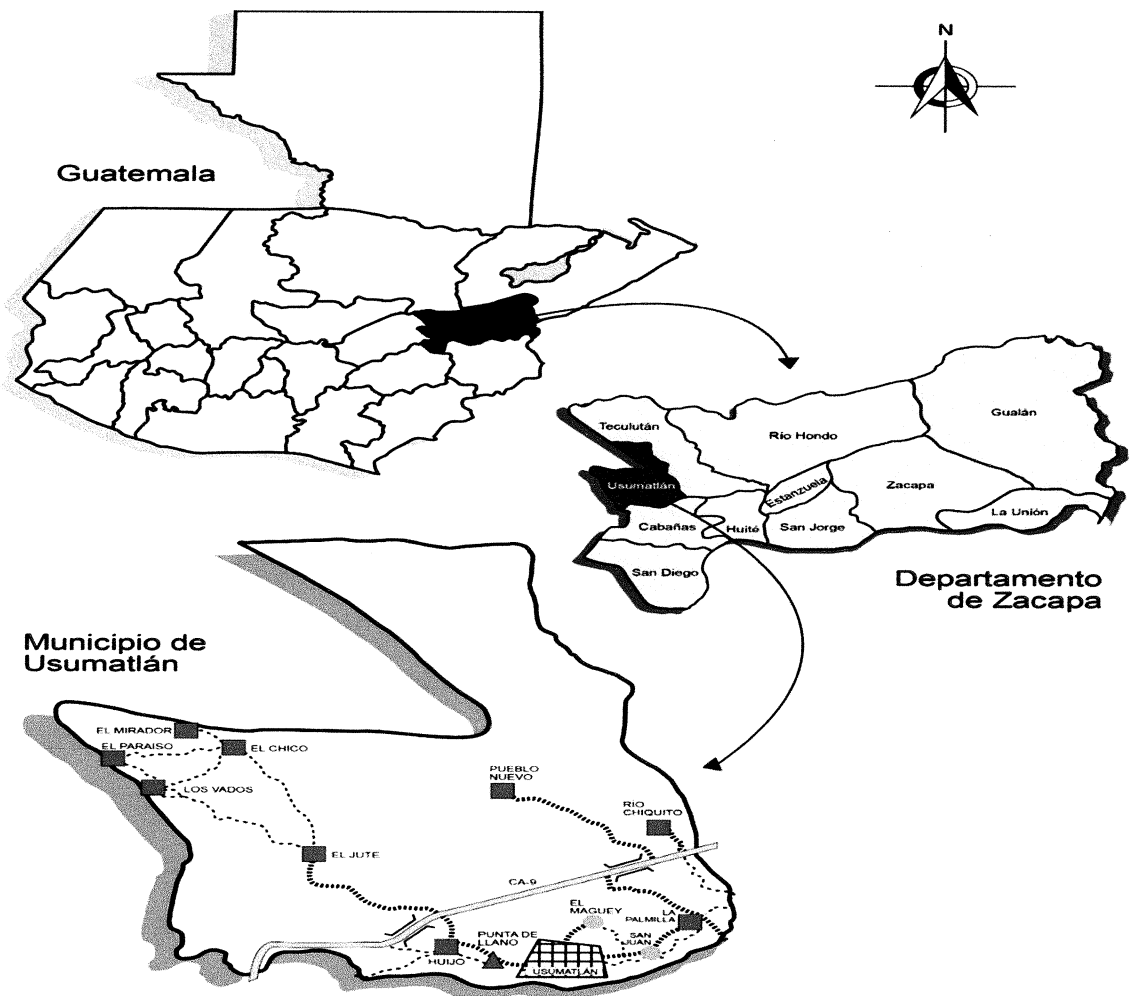 N
Guatemala
Teculután
Río Hondo
Gualán
Usumatlán
Estanzuela
Zacapa
Cabañas
Huité
San Jorge
La Unión
San Diego
Departamento
de Zacapa
Municipio de
Usumatlán
EL MIRADOR
EL PARAISO
EL CHICO
LOS VADOS
PUEBLO
NUEVO
RÍO
CHIQUITO
EL JUTE
CA-9
EL
MAGUEY
LA
PALMILLA
PUNTA DE
LLANO
SAN
JUAN
HUIJO
USUMATLÁN